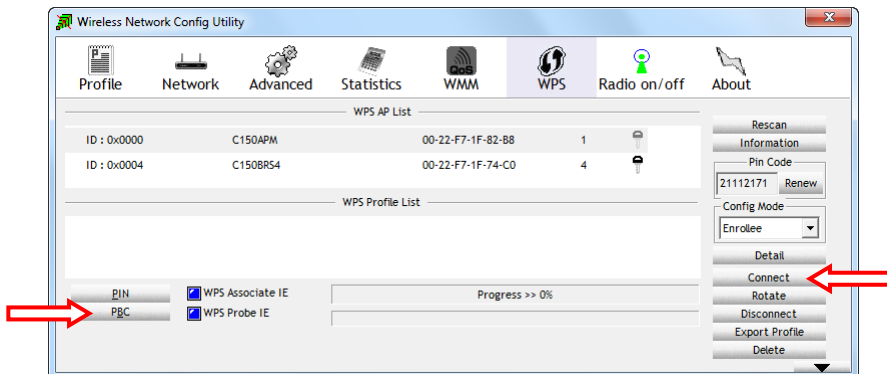 Wireless Network Config Utility
Profile Network Advanced Statistics QoS WMM WPS Radio on/off About
WPS AP List
ID : 0x0000 C150APM 00-22-F7-1F-82-B8 1
ID : 0x0004 C150BRS4 00-22-F7-1F-74-C0 4
WPS Profile List
Rescan
Information
Pin Code
21112171 Renew
Config Mode
Enrollee
Detail
Connect
Rotate
Disconnect
Export Profile
Delete
PIN WPS Associate IE Progress >> 0%
PBC WPS Probe IE